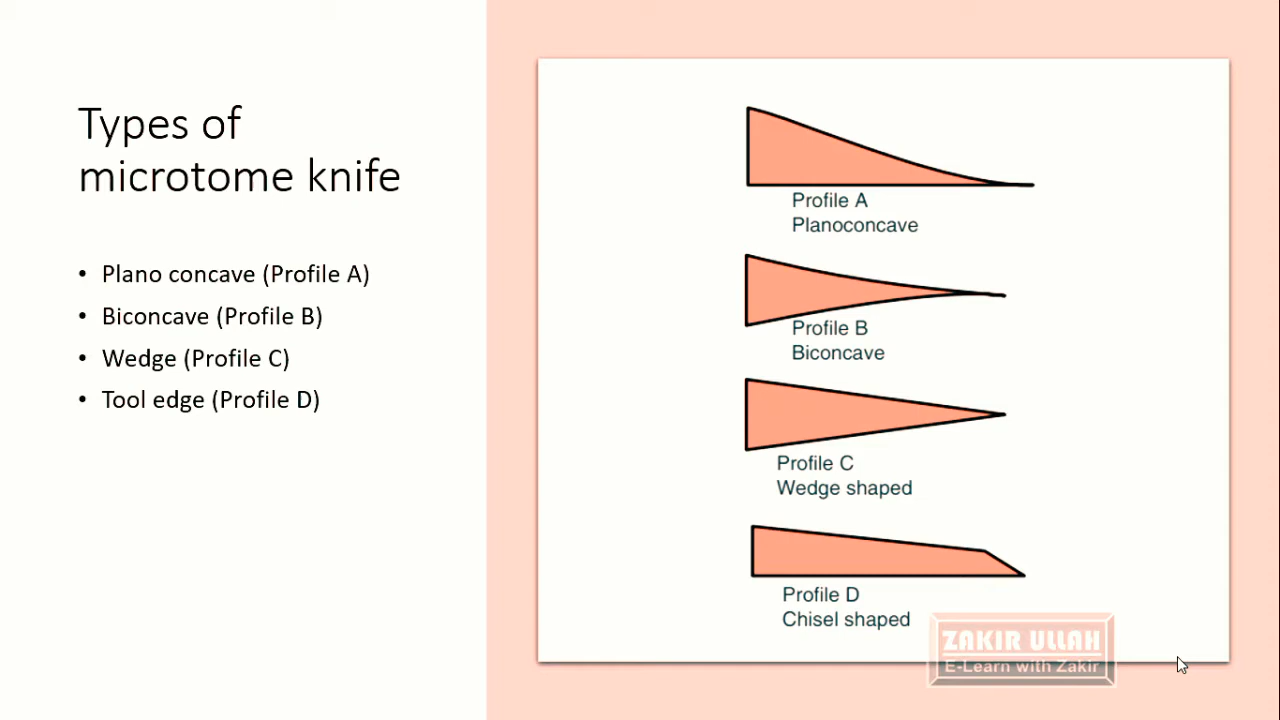 Types of
microtome knife
• Plano concave (Profile A)
• Biconcave (Profile B)
• Wedge (Profile C)
• Tool edge (Profile D)
Profile A
Planoconcave
Profile B
Biconcave
Profile C
Wedge shaped
Profile D
Chisel shaped
ZAKIR ULLAH
E-Learn with Zakir